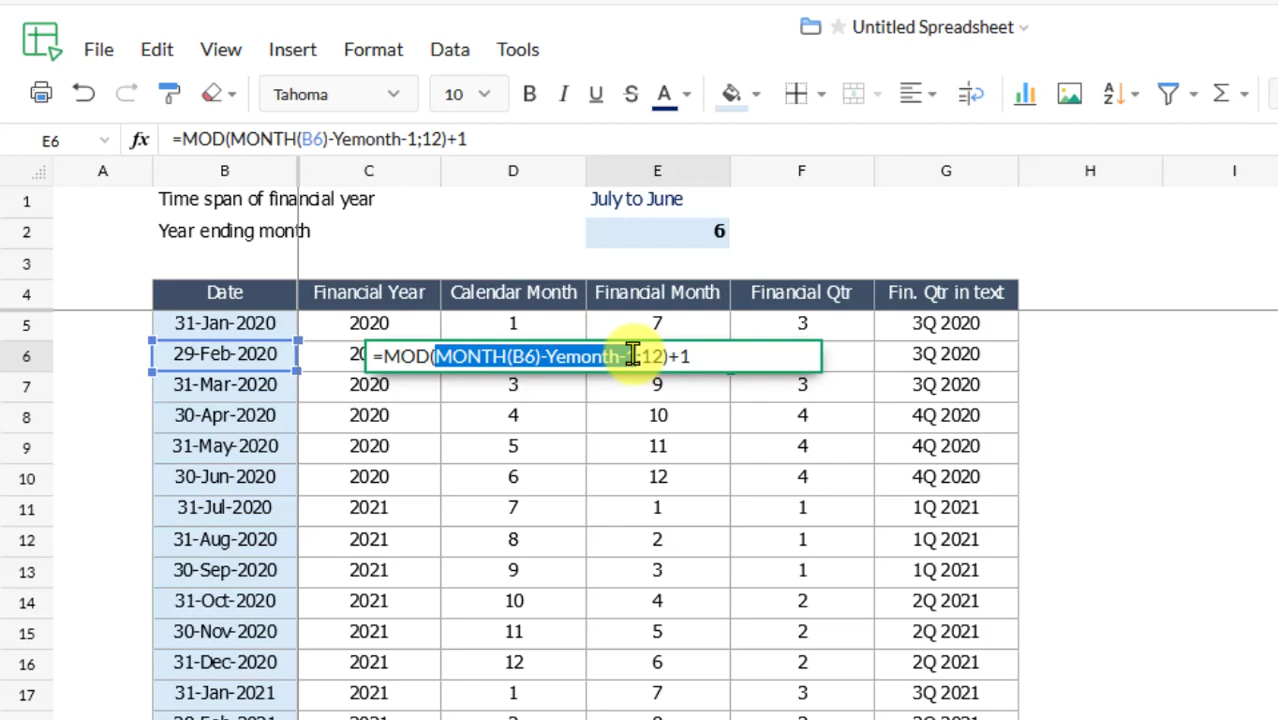 Untitled Spreadsheet
File Edit View Insert Format Data Tools
Tahoma 10 B I U S A
E6 fx =MOD(MONTH(B6)-Yemonth-1;12)+1
A B C D E F G H I
1 Time span of financial year July to June
2 Year ending month 6
3
4 Date Financial Year Calendar Month Financial Month Financial Qtr Fin. Qtr in text
5 31-Jan-2020 2020 1 7 3 3Q 2020
6 29-Feb-2020 20 =MOD(MONTH(B6)-Yemonth-1;12)+1 3Q 2020
7 31-Mar-2020 2020 3 9 3 3Q 2020
8 30-Apr-2020 2020 4 10 4 4Q 2020
9 31-May-2020 2020 5 11 4 4Q 2020
10 30-Jun-2020 2020 6 12 4 4Q 2020
11 31-Jul-2020 2021 7 1 1 1Q 2021
12 31-Aug-2020 2021 8 2 1 1Q 2021
13 30-Sep-2020 2021 9 3 1 1Q 2021
14 31-Oct-2020 2021 10 4 2 2Q 2021
15 30-Nov-2020 2021 11 5 2 2Q 2021
16 31-Dec-2020 2021 12 6 2 2Q 2021
17 31-Jan-2021 2021 1 7 3 3Q 2021